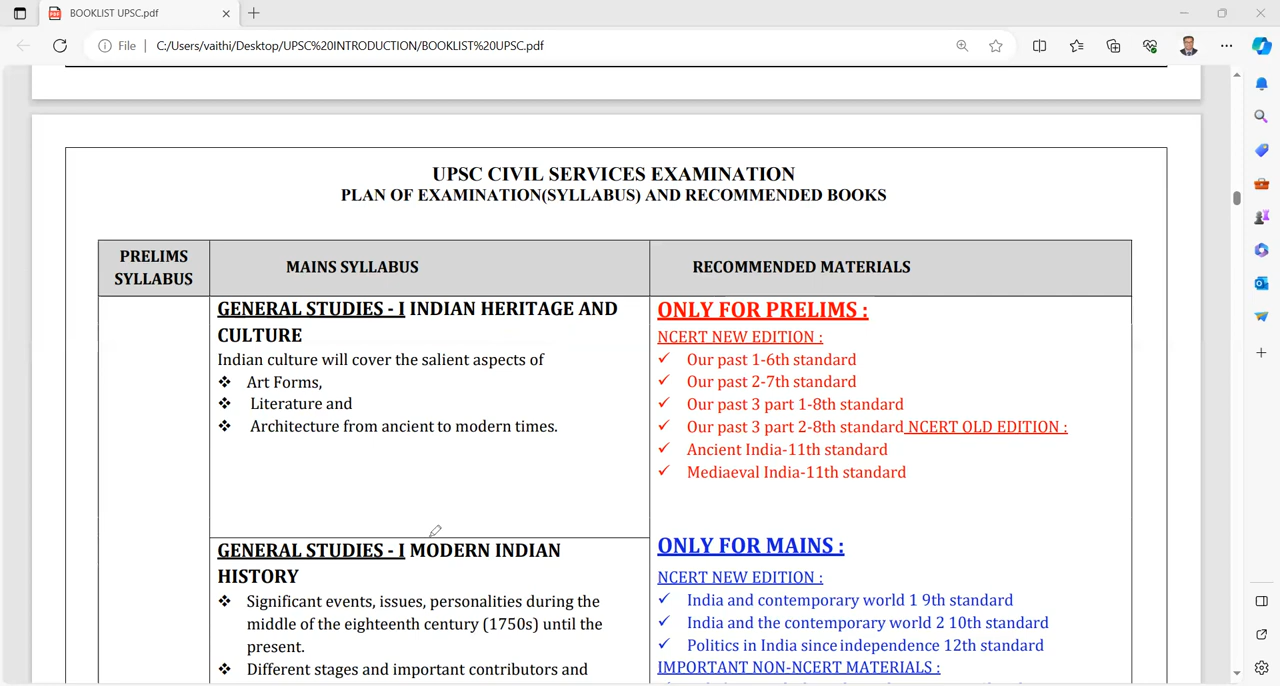 BOOKLIST UPSC.pdf
File
C:/Users/vaithi/Desktop/UPSC%20INTRODUCTION/BOOKLIST%20UPSC.pdf
UPSC CIVIL SERVICES EXAMINATION
PLAN OF EXAMINATION(SYLLABUS) AND RECOMMENDED BOOKS
PRELIMS
SYLLABUS
MAINS SYLLABUS
RECOMMENDED MATERIALS
GENERAL STUDIES - I INDIAN HERITAGE AND
CULTURE
Indian culture will cover the salient aspects of
❖ Art Forms,
❖ Literature and
❖ Architecture from ancient to modern times.
GENERAL STUDIES - I MODERN INDIAN
HISTORY
❖ Significant events, issues, personalities during the
middle of the eighteenth century (1750s) until the
present.
❖ Different stages and important contributors and
ONLY FOR PRELIMS :
NCERT NEW EDITION :
✓ Our past 1-6th standard
✓ Our past 2-7th standard
✓ Our past 3 part 1-8th standard
✓ Our past 3 part 2-8th standard NCERT OLD EDITION :
✓ Ancient India-11th standard
✓ Mediaeval India-11th standard
ONLY FOR MAINS :
NCERT NEW EDITION :
✓ India and contemporary world 1 9th standard
✓ India and the contemporary world 2 10th standard
✓ Politics in India since independence 12th standard
IMPORTANT NON-NCERT MATERIALS :